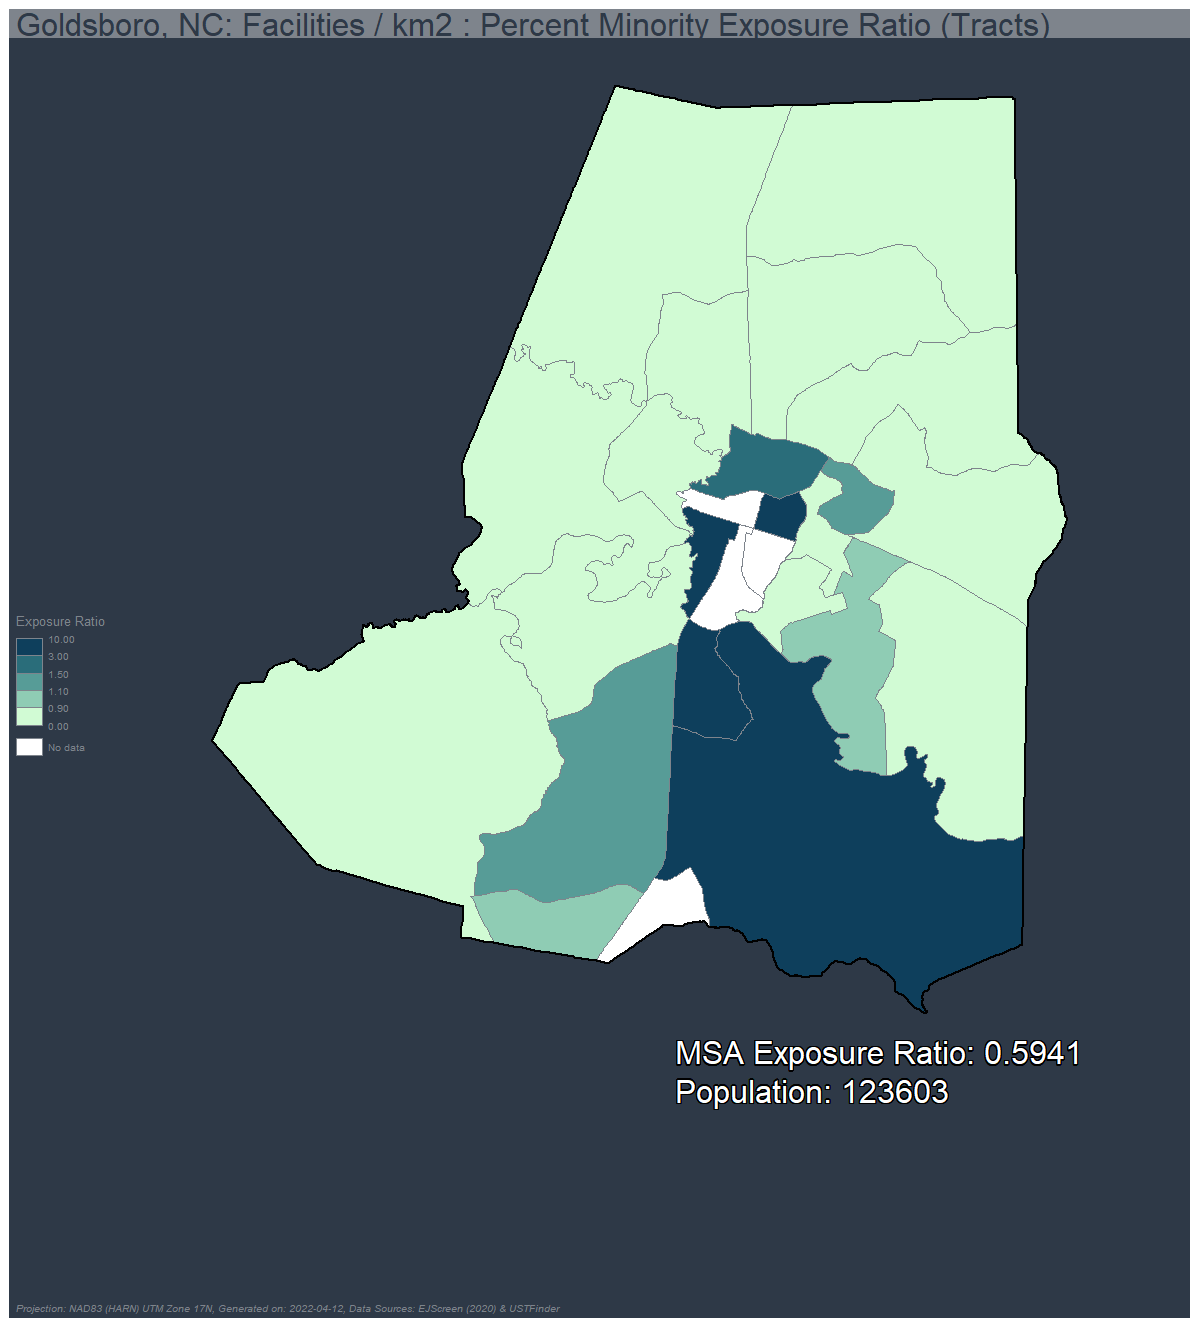 Goldsboro, NC: Facilities / km2 : Percent Minority Exposure Ratio (Tracts)
Exposure Ratio
10.00
3.00
1.50
1.10
0.90
0.00
No data
MSA Exposure Ratio: 0.5941
Population: 123603
Projection: NAD83 (HARN) UTM Zone 17N, Generated on: 2022-04-12, Data Sources: EJScreen (2020) & USTFinder